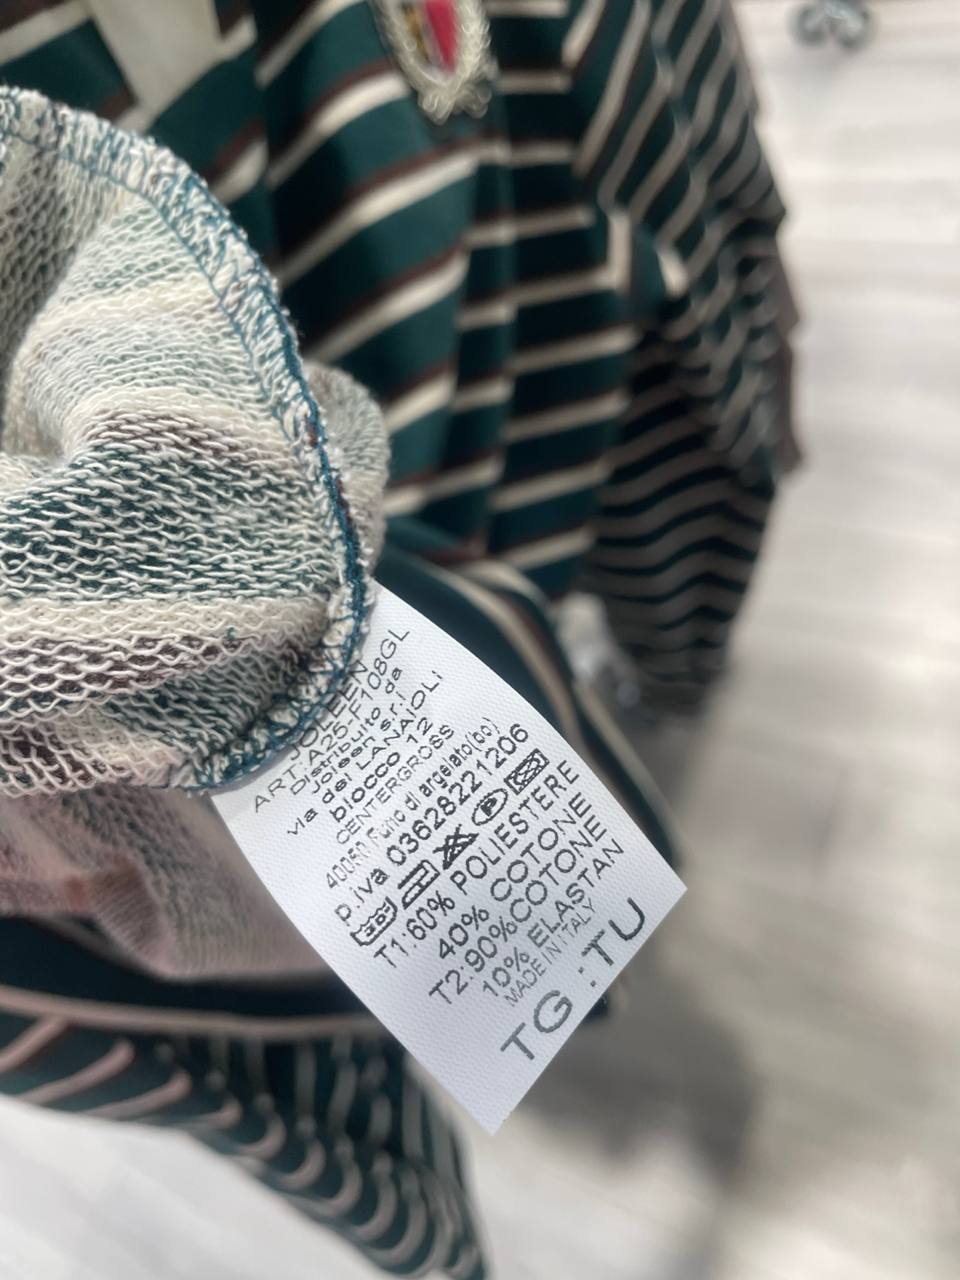 JOLEEN
ART:A25-F108GL
Distribuito da
joleen s.r.l
via dei LANAIOLI
blocco 12
CENTERGROSS
40050 Funo di argelato(bo)
p.iva 03628221206
T1:60% POLIESTERE
40% COTONE
T2:90%COTONE
10% ELASTAN
MADE IN ITALY
TG :TU